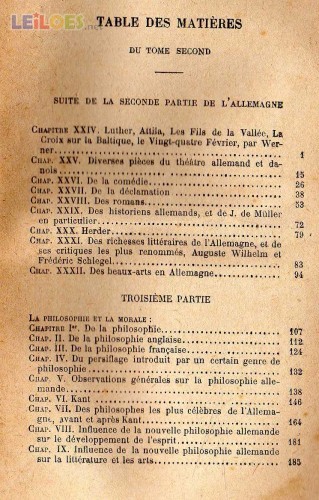 LEiLOES.net
TABLE DES MATIÈRES
DU TOME SECOND
SUITE DE LA SECONDE PARTIE DE L'ALLEMAGNE
CHAPITRE XXIV. Luther, Attila, Les Fils de la Vallée, La
Croix sur la Baltique, le Vingt-quatre Février, par Wer-
ner 1
CHAP. XXV. Diverses pièces du théâtre allemand et da-
nois 15
CHAP. XXVI. De la comédie 26
CHAP. XXVII. De la déclamation 38
CHAP. XXVIII. Des romans 53
CHAP. XXIX. Des historiens allemands, et de J. de Müller
en particulier 72
CHAP. XXX. Herder 79
CHAP. XXXI. Des richesses littéraires de l'Allemagne, et de
ses critiques les plus renommés, Auguste Wilhelm et
Frédéric Schlegel 83
CHAP. XXXII. Des beaux-arts en Allemagne 94
TROISIÈME PARTIE
LA PHILOSOPHIE ET LA MORALE :
CHAPITRE Ier. De la philosophie 107
CHAP. II. De la philosophie anglaise 112
CHAP. III. De la philosophie française 124
CHAP. IV. Du persiflage introduit par un certain genre de
philosophie 132
CHAP. V. Observations générales sur la philosophie alle-
mande 138
CHAP. VI. Kant 146
CHAP. VII. Des philosophes les plus célèbres de l'Allema-
gne, avant et après Kant 164
CHAP. VIII. Influence de la nouvelle philosophie allemande
sur le développement de l'esprit 181
CHAP. IX. Influence de la nouvelle philosophie allemande
sur la littérature et les arts 185